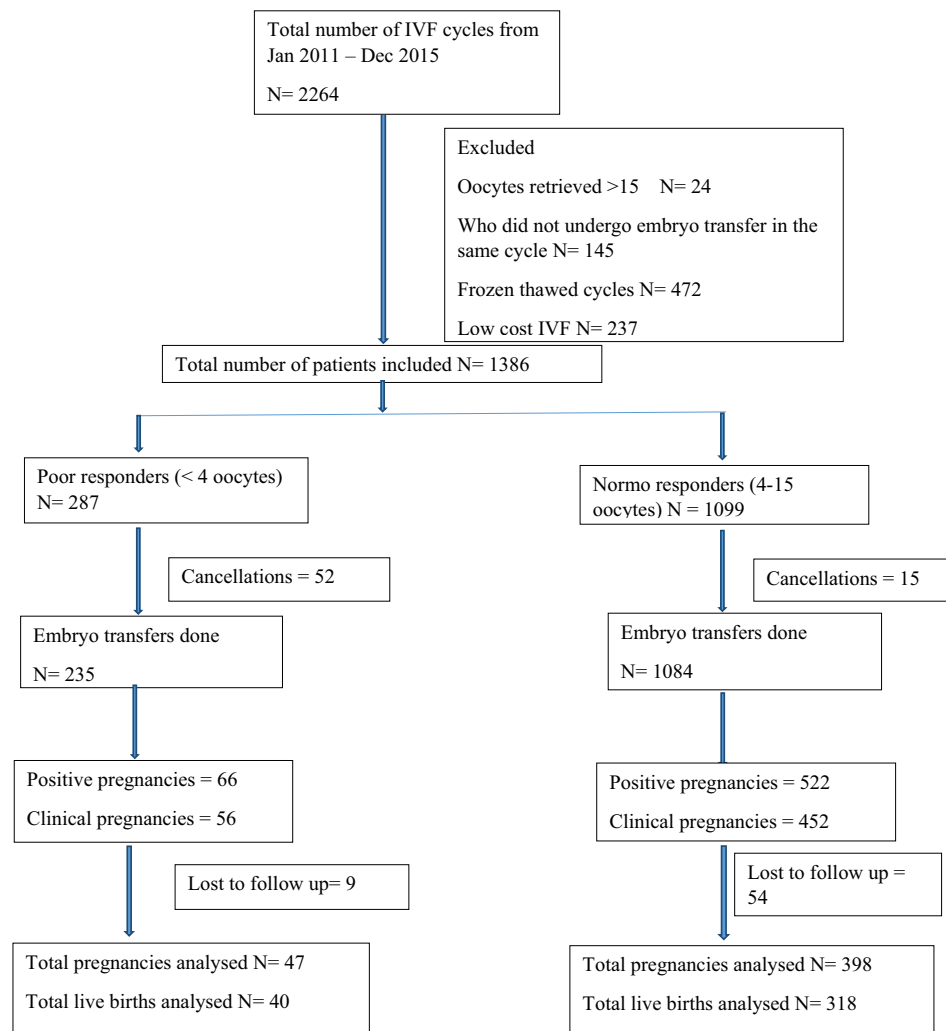 Total number of IVF cycles from
Jan 2011 – Dec 2015
N= 2264
Excluded
Oocytes retrieved >15 N= 24
Who did not undergo embryo transfer in the
same cycle N= 145
Frozen thawed cycles N= 472
Low cost IVF N= 237
Total number of patients included N= 1386
Poor responders (< 4 oocytes)
N= 287
Normo responders (4-15
oocytes) N = 1099
Cancellations = 52
Cancellations = 15
Embryo transfers done
N= 235
Embryo transfers done
N= 1084
Positive pregnancies = 66
Clinical pregnancies = 56
Positive pregnancies = 522
Clinical pregnancies = 452
Lost to follow up= 9
Lost to follow up =
54
Total pregnancies analysed N= 47
Total live births analysed N= 40
Total pregnancies analysed N= 398
Total live births analysed N= 318